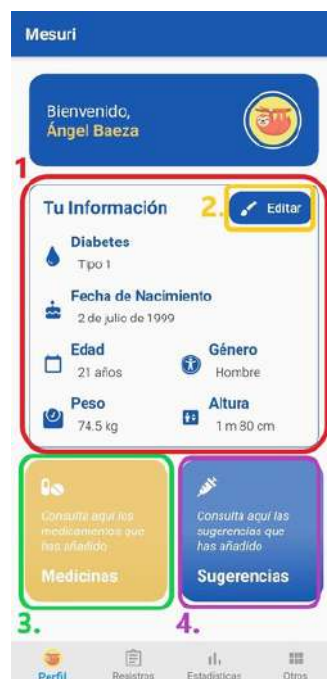 Mesuri
Bienvenido,
Ángel Baeza
1
Tu Información
2.
Editar
Diabetes
Tipo 1
Fecha de Nacimiento
2 de julio de 1999
Edad
21 años
Género
Hombre
Peso
74.5 kg
Altura
1 m 80 cm
Consulta aquí los
medicamentos que
has añadido
Medicinas
Consulta aquí las
sugerencias que
has añadido
Sugerencias
3.
4.
Perfil
Registros
Estadísticas
Otros